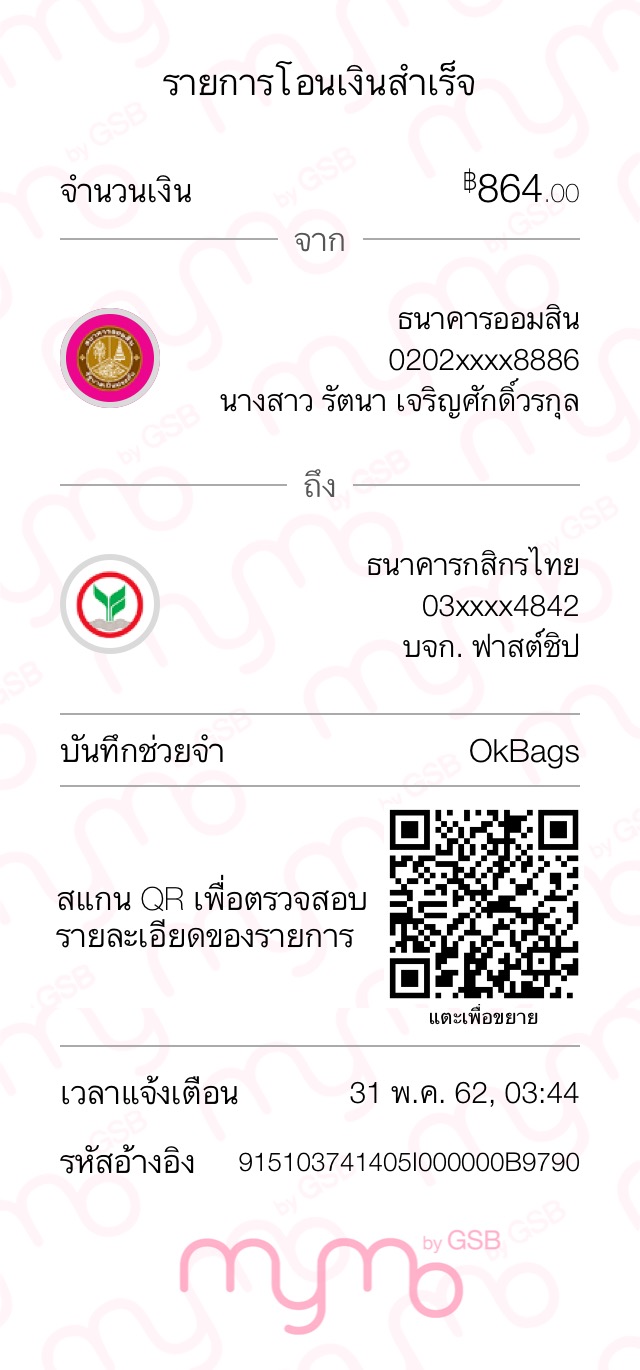 รายการโอนเงินสำเร็จ
จำนวนเงิน ฿864.00
จาก
ธนาคารออมสิน
0202xxxx8886
นางสาว รัตนา เจริญศักดิ์วรกุล
ถึง
ธนาคารกสิกรไทย
03xxxx4842
บจก. ฟาสต์ชิป
บันทึกช่วยจำ OkBags
สแกน QR เพื่อตรวจสอบ
รายละเอียดของรายการ
แตะเพื่อขยาย
เวลาแจ้งเตือน 31 พ.ค. 62, 03:44
รหัสอ้างอิง 915103741405I000000B9790
mymo by GSB